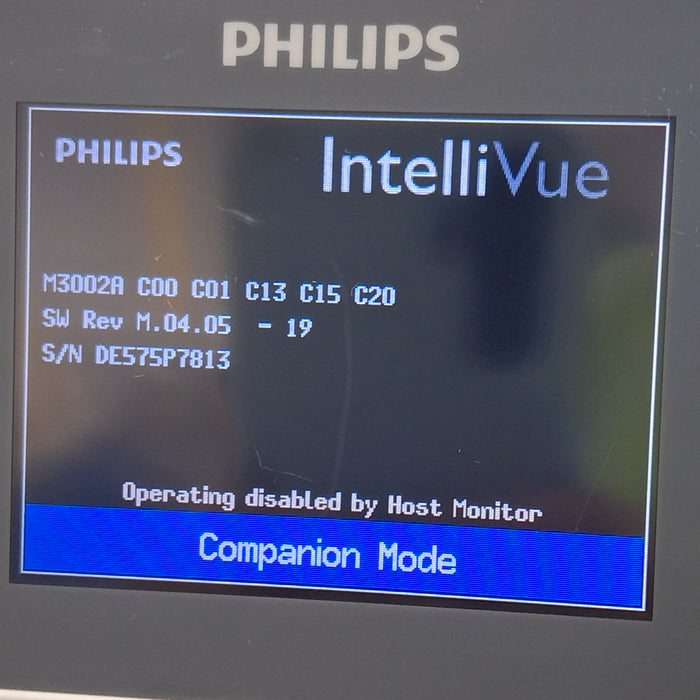 PHILIPS
PHILIPS IntelliVue
M3002A C00 C01 C13 C15 C20
SW Rev M.04.05 - 19
S/N DE575P7813
Operating disabled by Host Monitor
Companion Mode